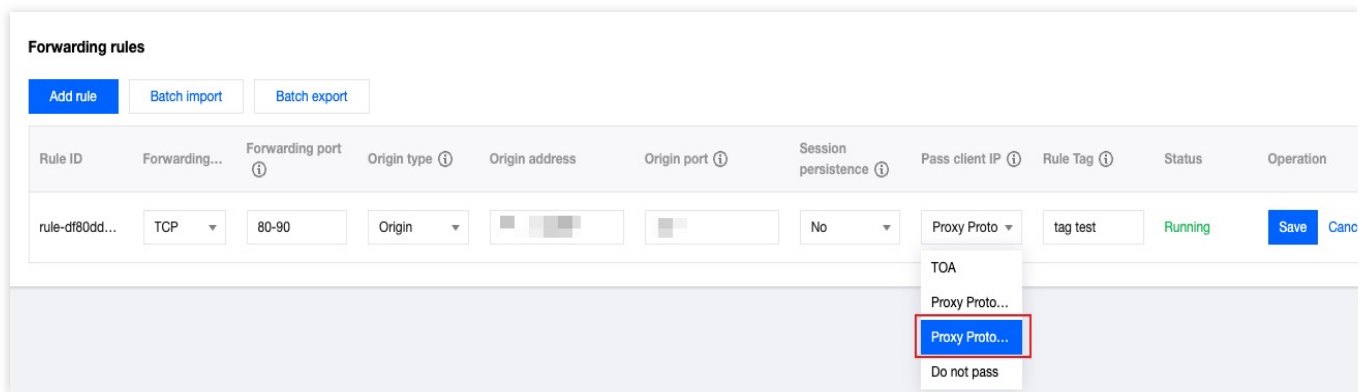 Forwarding rules
Add rule Batch import Batch export
Rule ID Forwarding... Forwarding port Origin type Origin address Origin port Session persistence Pass client IP Rule Tag Status Operation
rule-df80dd... TCP 80-90 Origin No Proxy Proto tag test Running Save Canc
TOA
Proxy Proto...
Proxy Proto...
Do not pass